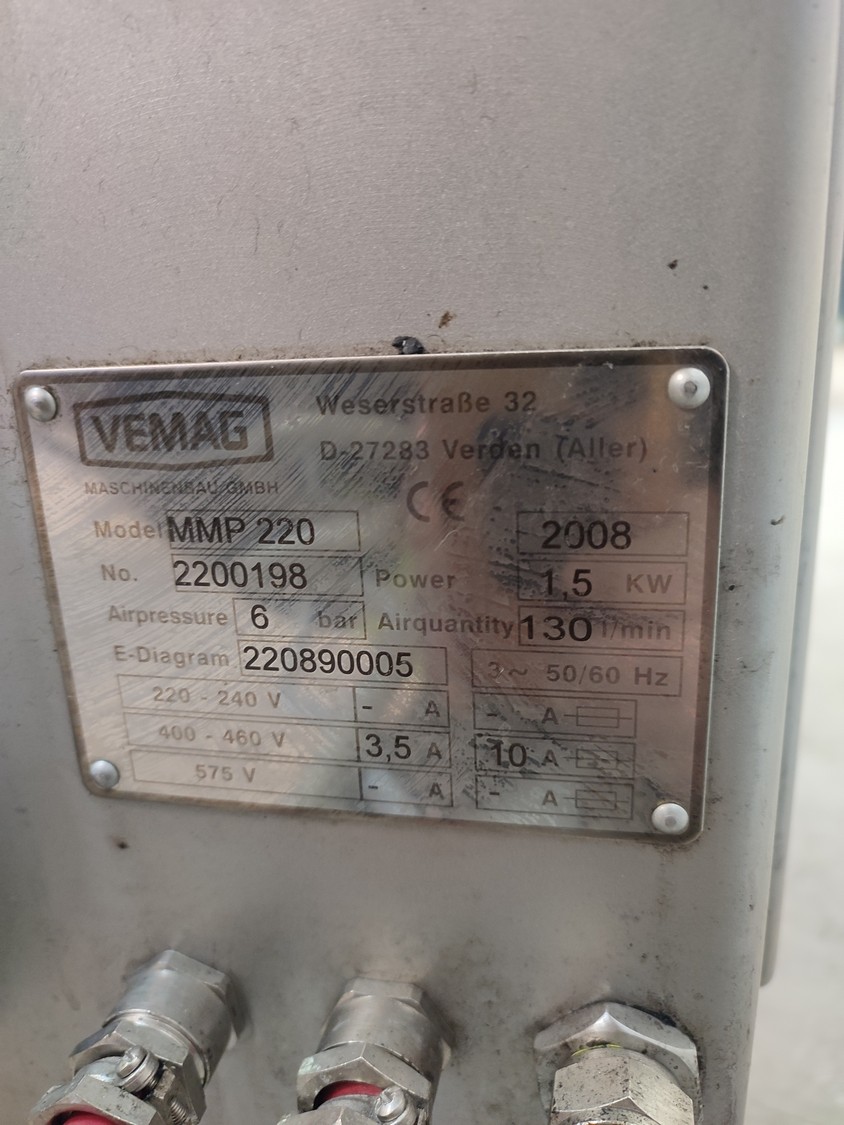 VEMAG
MASCHINENBAU GMBH
Weserstraße 32
D-27283 Verden (Aller)
CE
Model MMP 220 2008
No. 2200198 Power 1,5 KW
Airpressure 6 bar Airquantity 130 l/min
E-Diagram 220890005 3~ 50/60 Hz
220 - 240 V - A - A
400 - 460 V 3,5 A 10 A
575 V - A - A